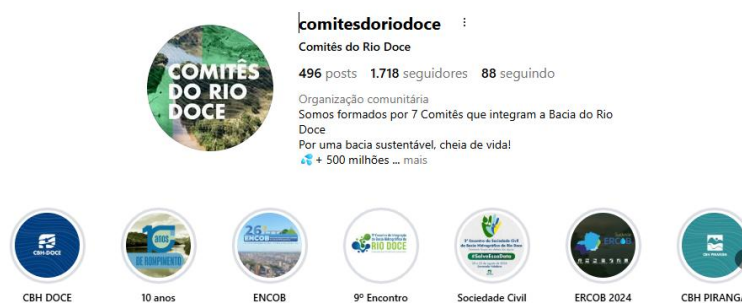 comitesdoriodoce
Comitês do Rio Doce
496 posts 1.718 seguidores 88 seguindo
Organização comunitária
Somos formados por 7 Comitês que integram a Bacia do Rio
Doce
Por uma bacia sustentável, cheia de vida!
💦 + 500 milhões ... mais
COMITÊS
DO RIO
DOCE
CBH-DOCE
10 anos
DE ROMPIMENTO
26
ENCOB
RIO DOCE
#SalveEssaData
ERCOB
CBH DOCE
10 anos
ENCOB
9º Encontro
Sociedade Civil
ERCOB 2024
CBH PIRANGA